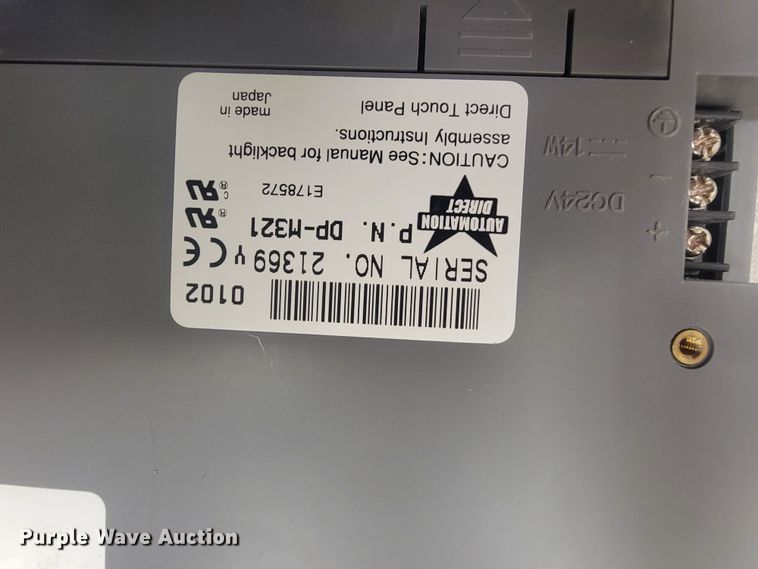 SERIAL NO. 21369 Y
0102
P.N. DP-M321
AUTOMATION
DIRECT
E178572
CAUTION: See Manual for backlight
assembly Instructions.
Direct Touch Panel
made in
Japan
+
DC24V
-
14W
Purple Wave Auction